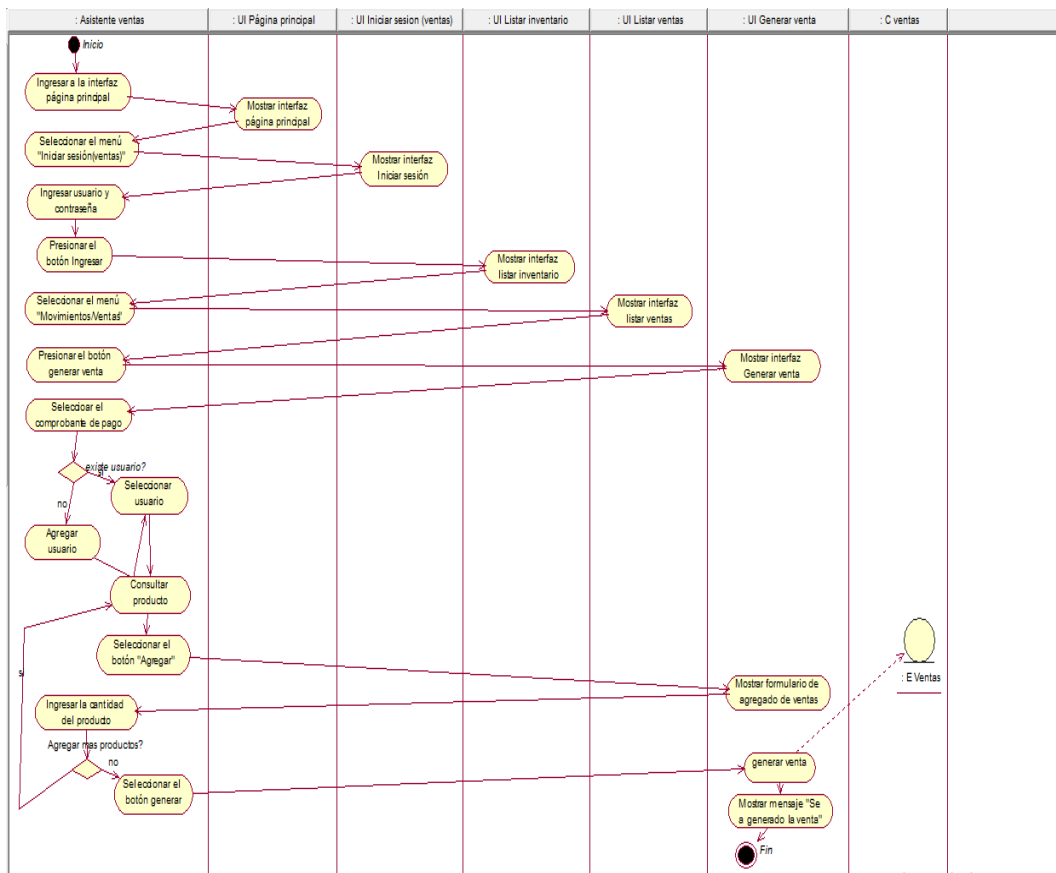 : Asistente ventas
: UI Página principal
: UI Iniciar sesion (ventas)
: UI Listar inventario
: UI Listar ventas
: UI Generar venta
: C ventas
Inicio
Ingresar a la interfaz
página principal
Mostrar interfaz
página principal
Seleccionar el menú
"Iniciar sesión(ventas)"
Mostrar interfaz
Iniciar sesión
Ingresar usuario y
contraseña
Presionar el
botón Ingresar
Mostrar interfaz
listar inventario
Seleccionar el menú
"Movimientos/Ventas"
Mostrar interfaz
listar ventas
Presionar el botón
generar venta
Mostrar interfaz
Generar venta
Seleccioar el
comprobante de pago
existe usuario?
si
Seleccionar
usuario
no
Agregar
usuario
Consultar
producto
Seleccionar el
botón "Agregar"
si
: E Ventas
Mostrar formulario de
agregado de ventas
Ingresar la cantidad
del producto
Agregar mas productos?
no
generar venta
Seleccionar el
botón generar
Mostrar mensaje "Se
a generado la venta"
Fin